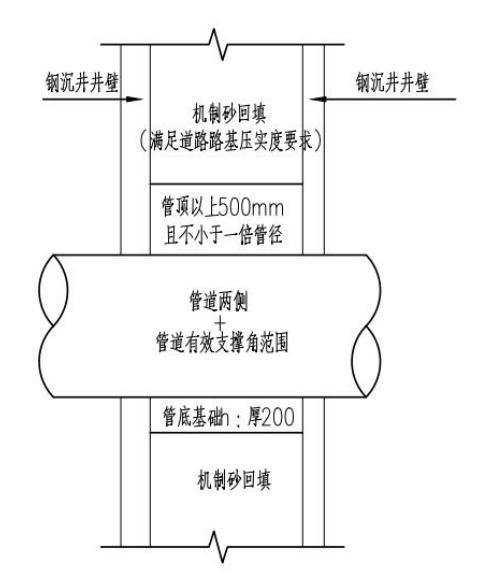 钢沉井井壁
钢沉井井壁
机制砂回填
（满足道路路基压实度要求）
管顶以上500mm
且不小于一倍管径
管道两侧
+
管道有效支撑角范围
管底基础h：厚200
机制砂回填